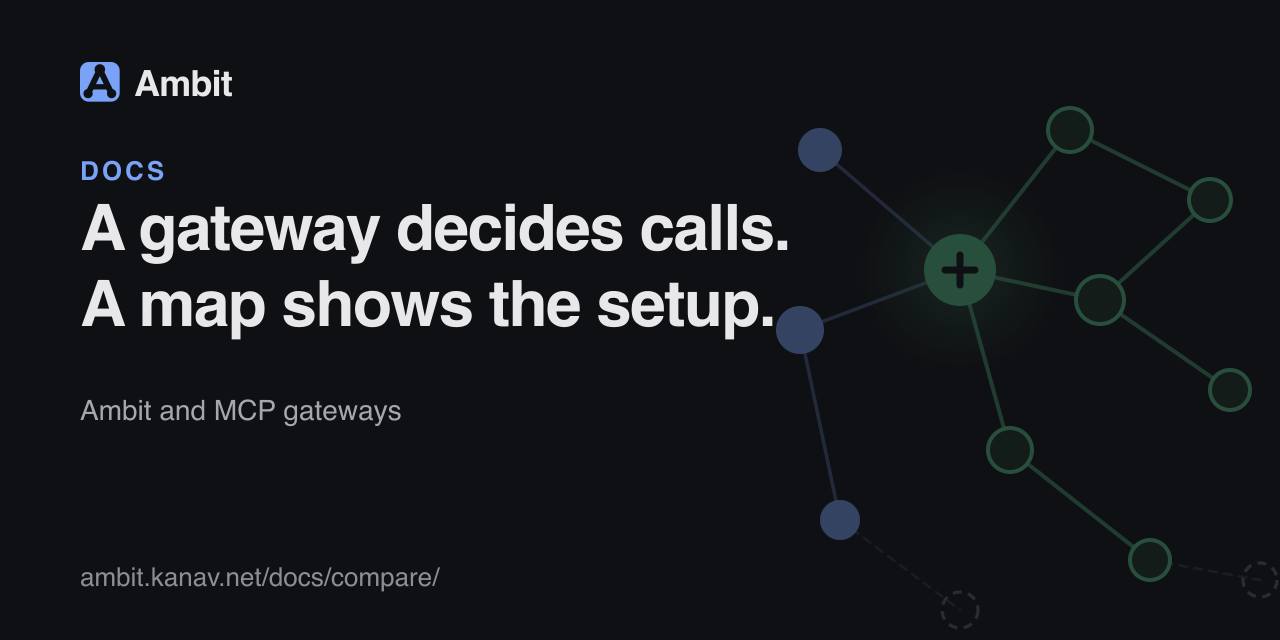 Ambit
DOCS
A gateway decides calls.
A map shows the setup.
Ambit and MCP gateways
ambit.kanav.net/docs/compare/